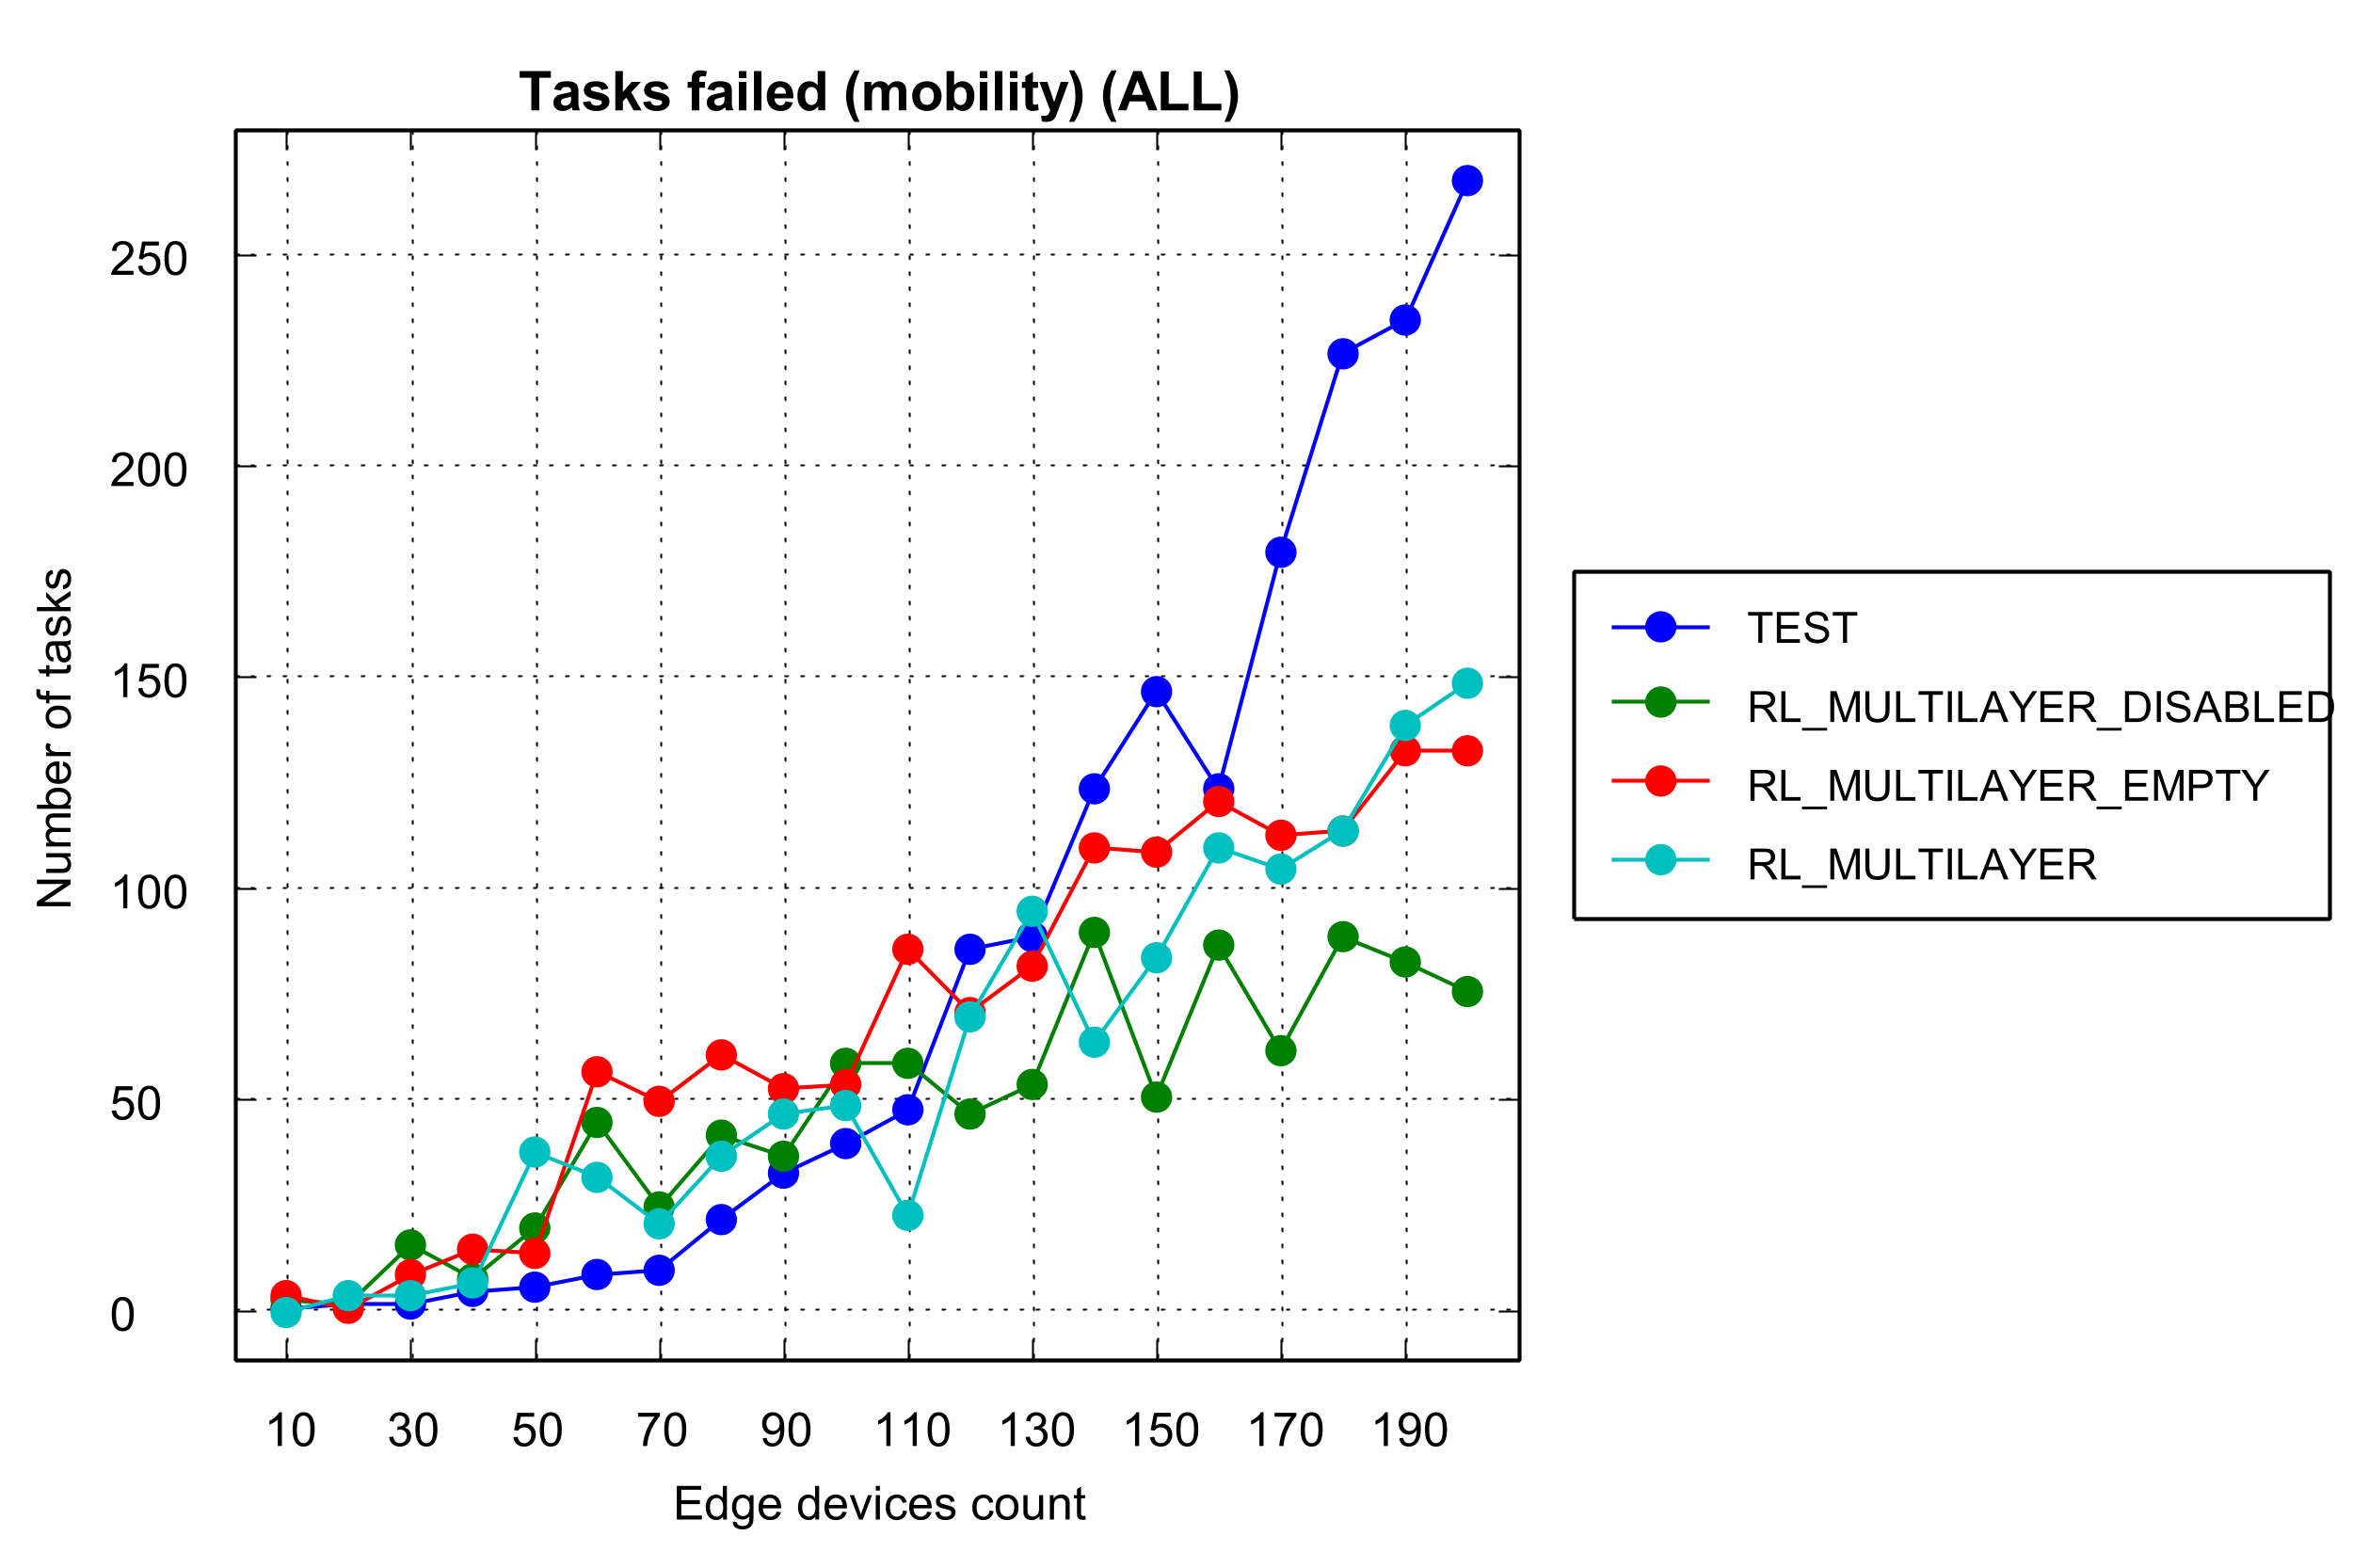 Tasks failed (mobility) (ALL)
250
200
150
100
50
0
Number of tasks
10 30 50 70 90 110 130 150 170 190
Edge devices count
TEST
RL_MULTILAYER_DISABLED
RL_MULTILAYER_EMPTY
RL_MULTILAYER